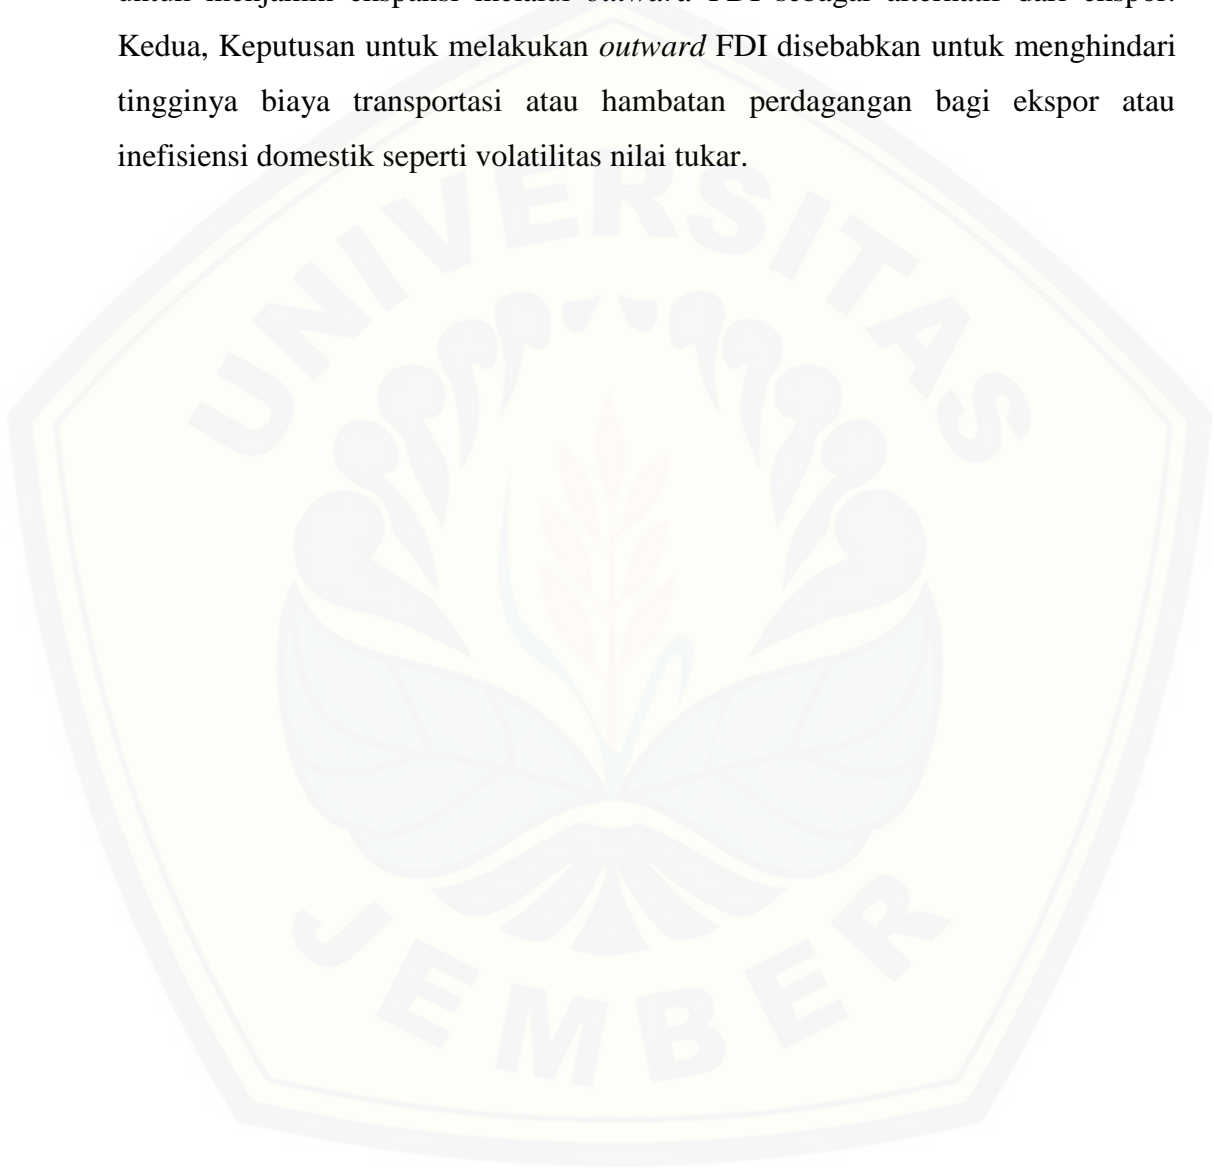 untuk menjamin ekspansi melalui outward FDI sebagai alternatif dari ekspor.
Kedua, Keputusan untuk melakukan outward FDI disebabkan untuk menghindari
tingginya biaya transportasi atau hambatan perdagangan bagi ekspor atau
inefisiensi domestik seperti volatilitas nilai tukar.
UNIVERSITAS
JEMBER